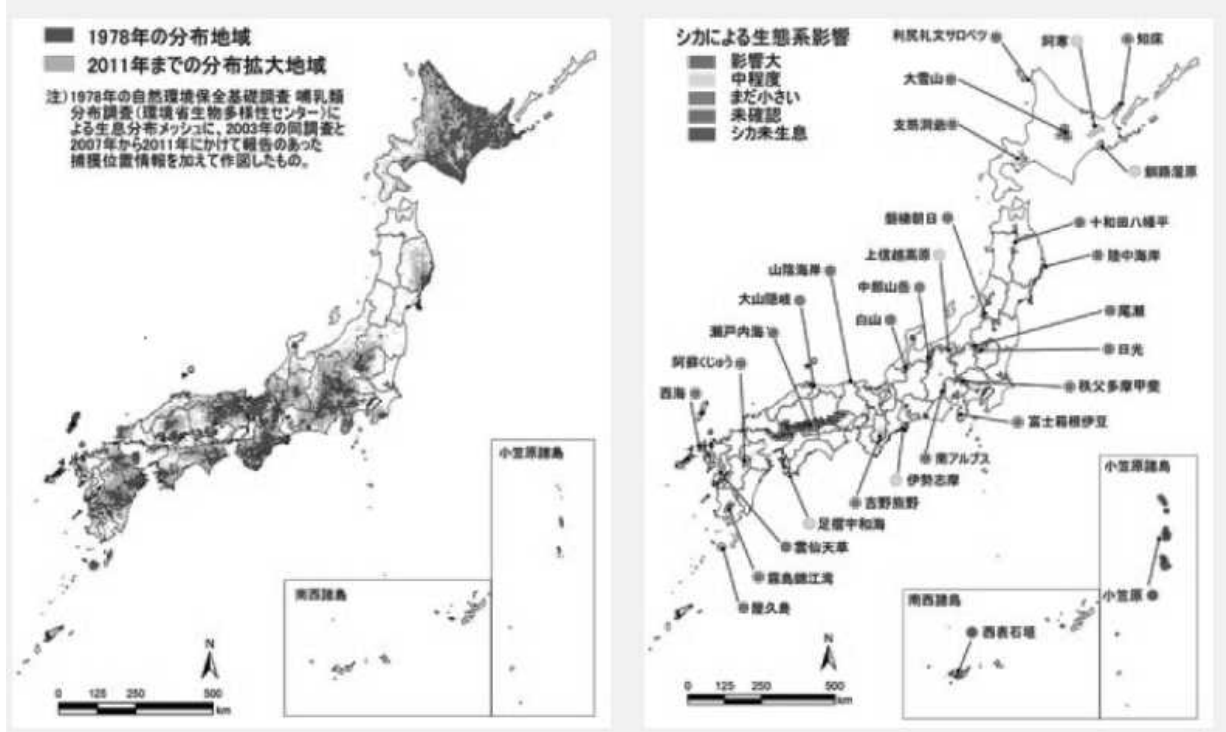 1978年の分布地域
2011年までの分布拡大地域
注）1978年の自然環境保全基礎調査 哺乳類
分布調査（環境省生物多様性センター）に
よる生息分布メッシュに、2003年の同調査と
2007年から2011年にかけて報告のあった
捕獲位置情報を加えて作図したもの。
小笠原諸島
南西諸島
N
0 125 250 500
km
シカによる生態系影響
影響大
中程度
まだ小さい
未確認
シカ未生息
利尻礼文サロベツ
阿寒
知床
大雪山
支笏洞爺
釧路湿原
磐梯朝日
十和田八幡平
上信越高原
陸中海岸
山陰海岸
中部山岳
大山隠岐
尾瀬
白山
瀬戸内海
日光
阿蘇くじゅう
秩父多摩甲斐
西海
富士箱根伊豆
南アルプス
伊勢志摩
吉野熊野
足摺宇和海
雲仙天草
霧島錦江湾
屋久島
小笠原諸島
小笠原
南西諸島
西表石垣
N
0 125 250 500
km